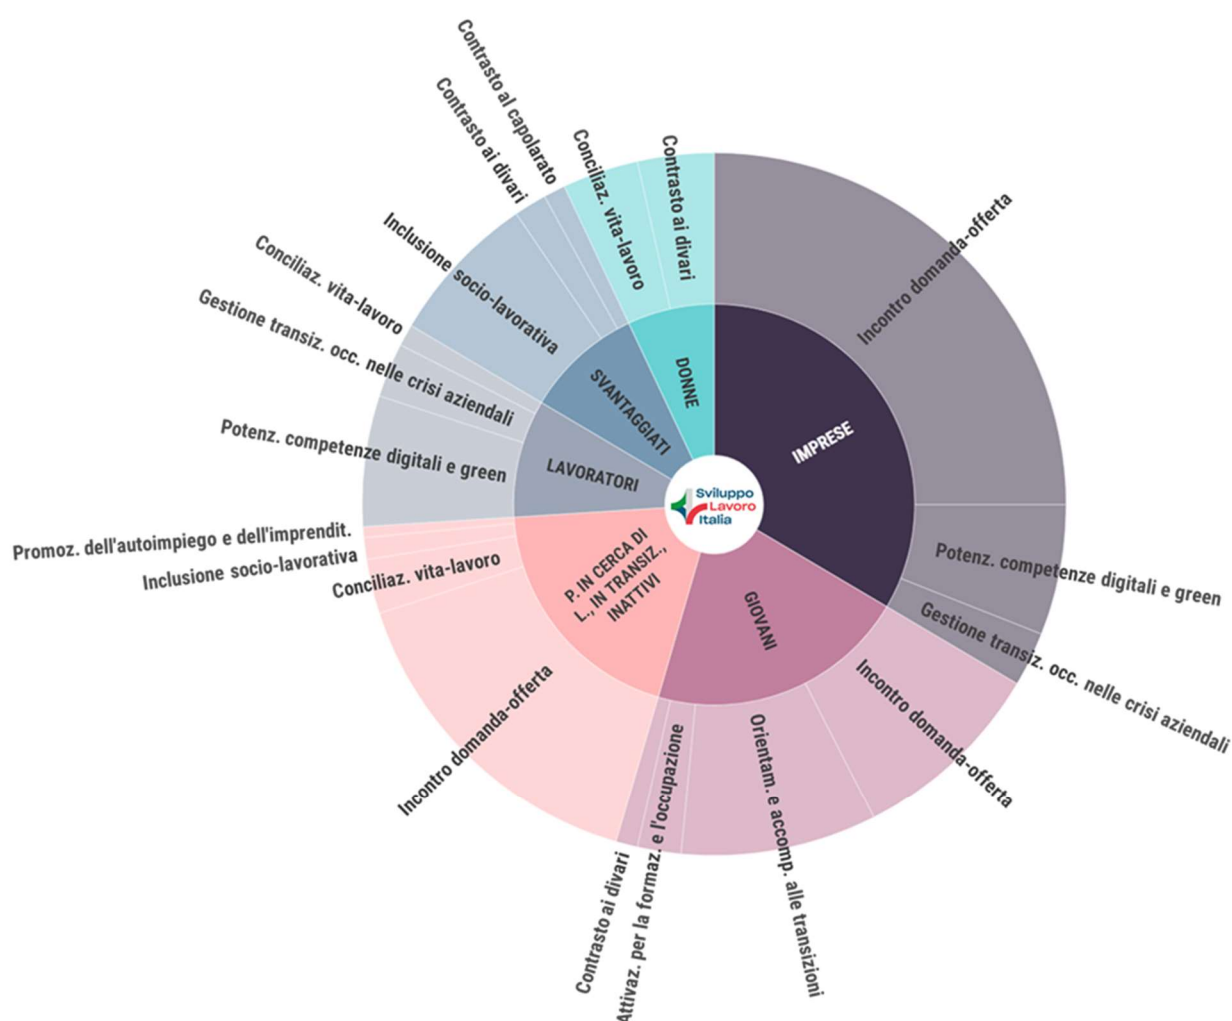 Sviluppo
Lavoro
Italia
IMPRESE
Incontro domanda-offerta
Potenz. competenze digitali e green
Gestione transiz. occ. nelle crisi aziendali
GIOVANI
Incontro domanda-offerta
Orientam. e accomp. alle transizioni
Attivaz. per la formaz. e l'occupazione
Contrasto ai divari
P. IN CERCA DI
L., IN TRANSIZ.,
INATTIVI
Incontro domanda-offerta
Conciliaz. vita-lavoro
Inclusione socio-lavorativa
Promoz. dell'autoimpiego e dell'imprendit.
LAVORATORI
Potenz. competenze digitali e green
Gestione transiz. occ. nelle crisi aziendali
Conciliaz. vita-lavoro
SVANTAGGIATI
Inclusione socio-lavorativa
Contrasto ai divari
Contrasto al capolarato
DONNE
Conciliaz. vita-lavoro
Contrasto ai divari